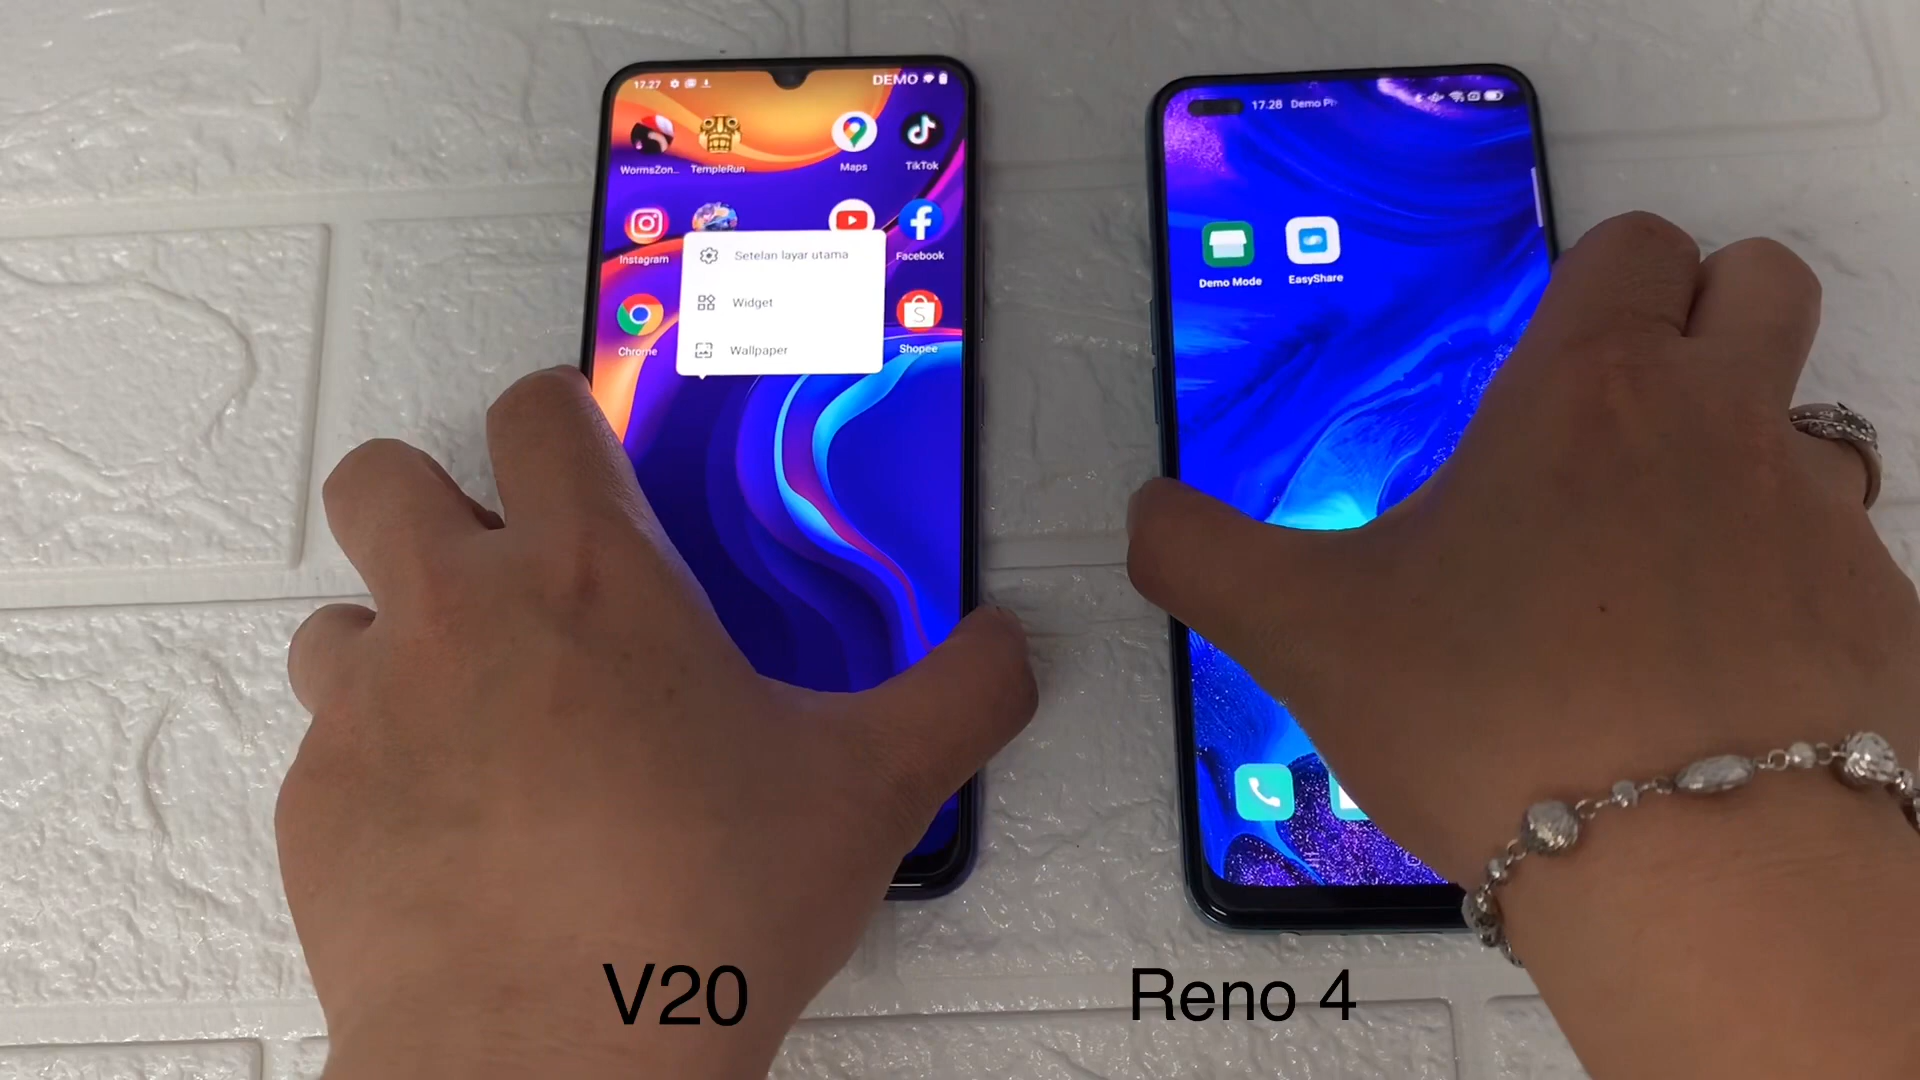 17.27
DEMO
WormsZon...
TempleRun
Maps
TikTok
Instagram
Facebook
Setelan layar utama
Widget
Wallpaper
Chrome
Shopee
17.28
Demo
Demo Mode
EasyShare
V20
Reno 4